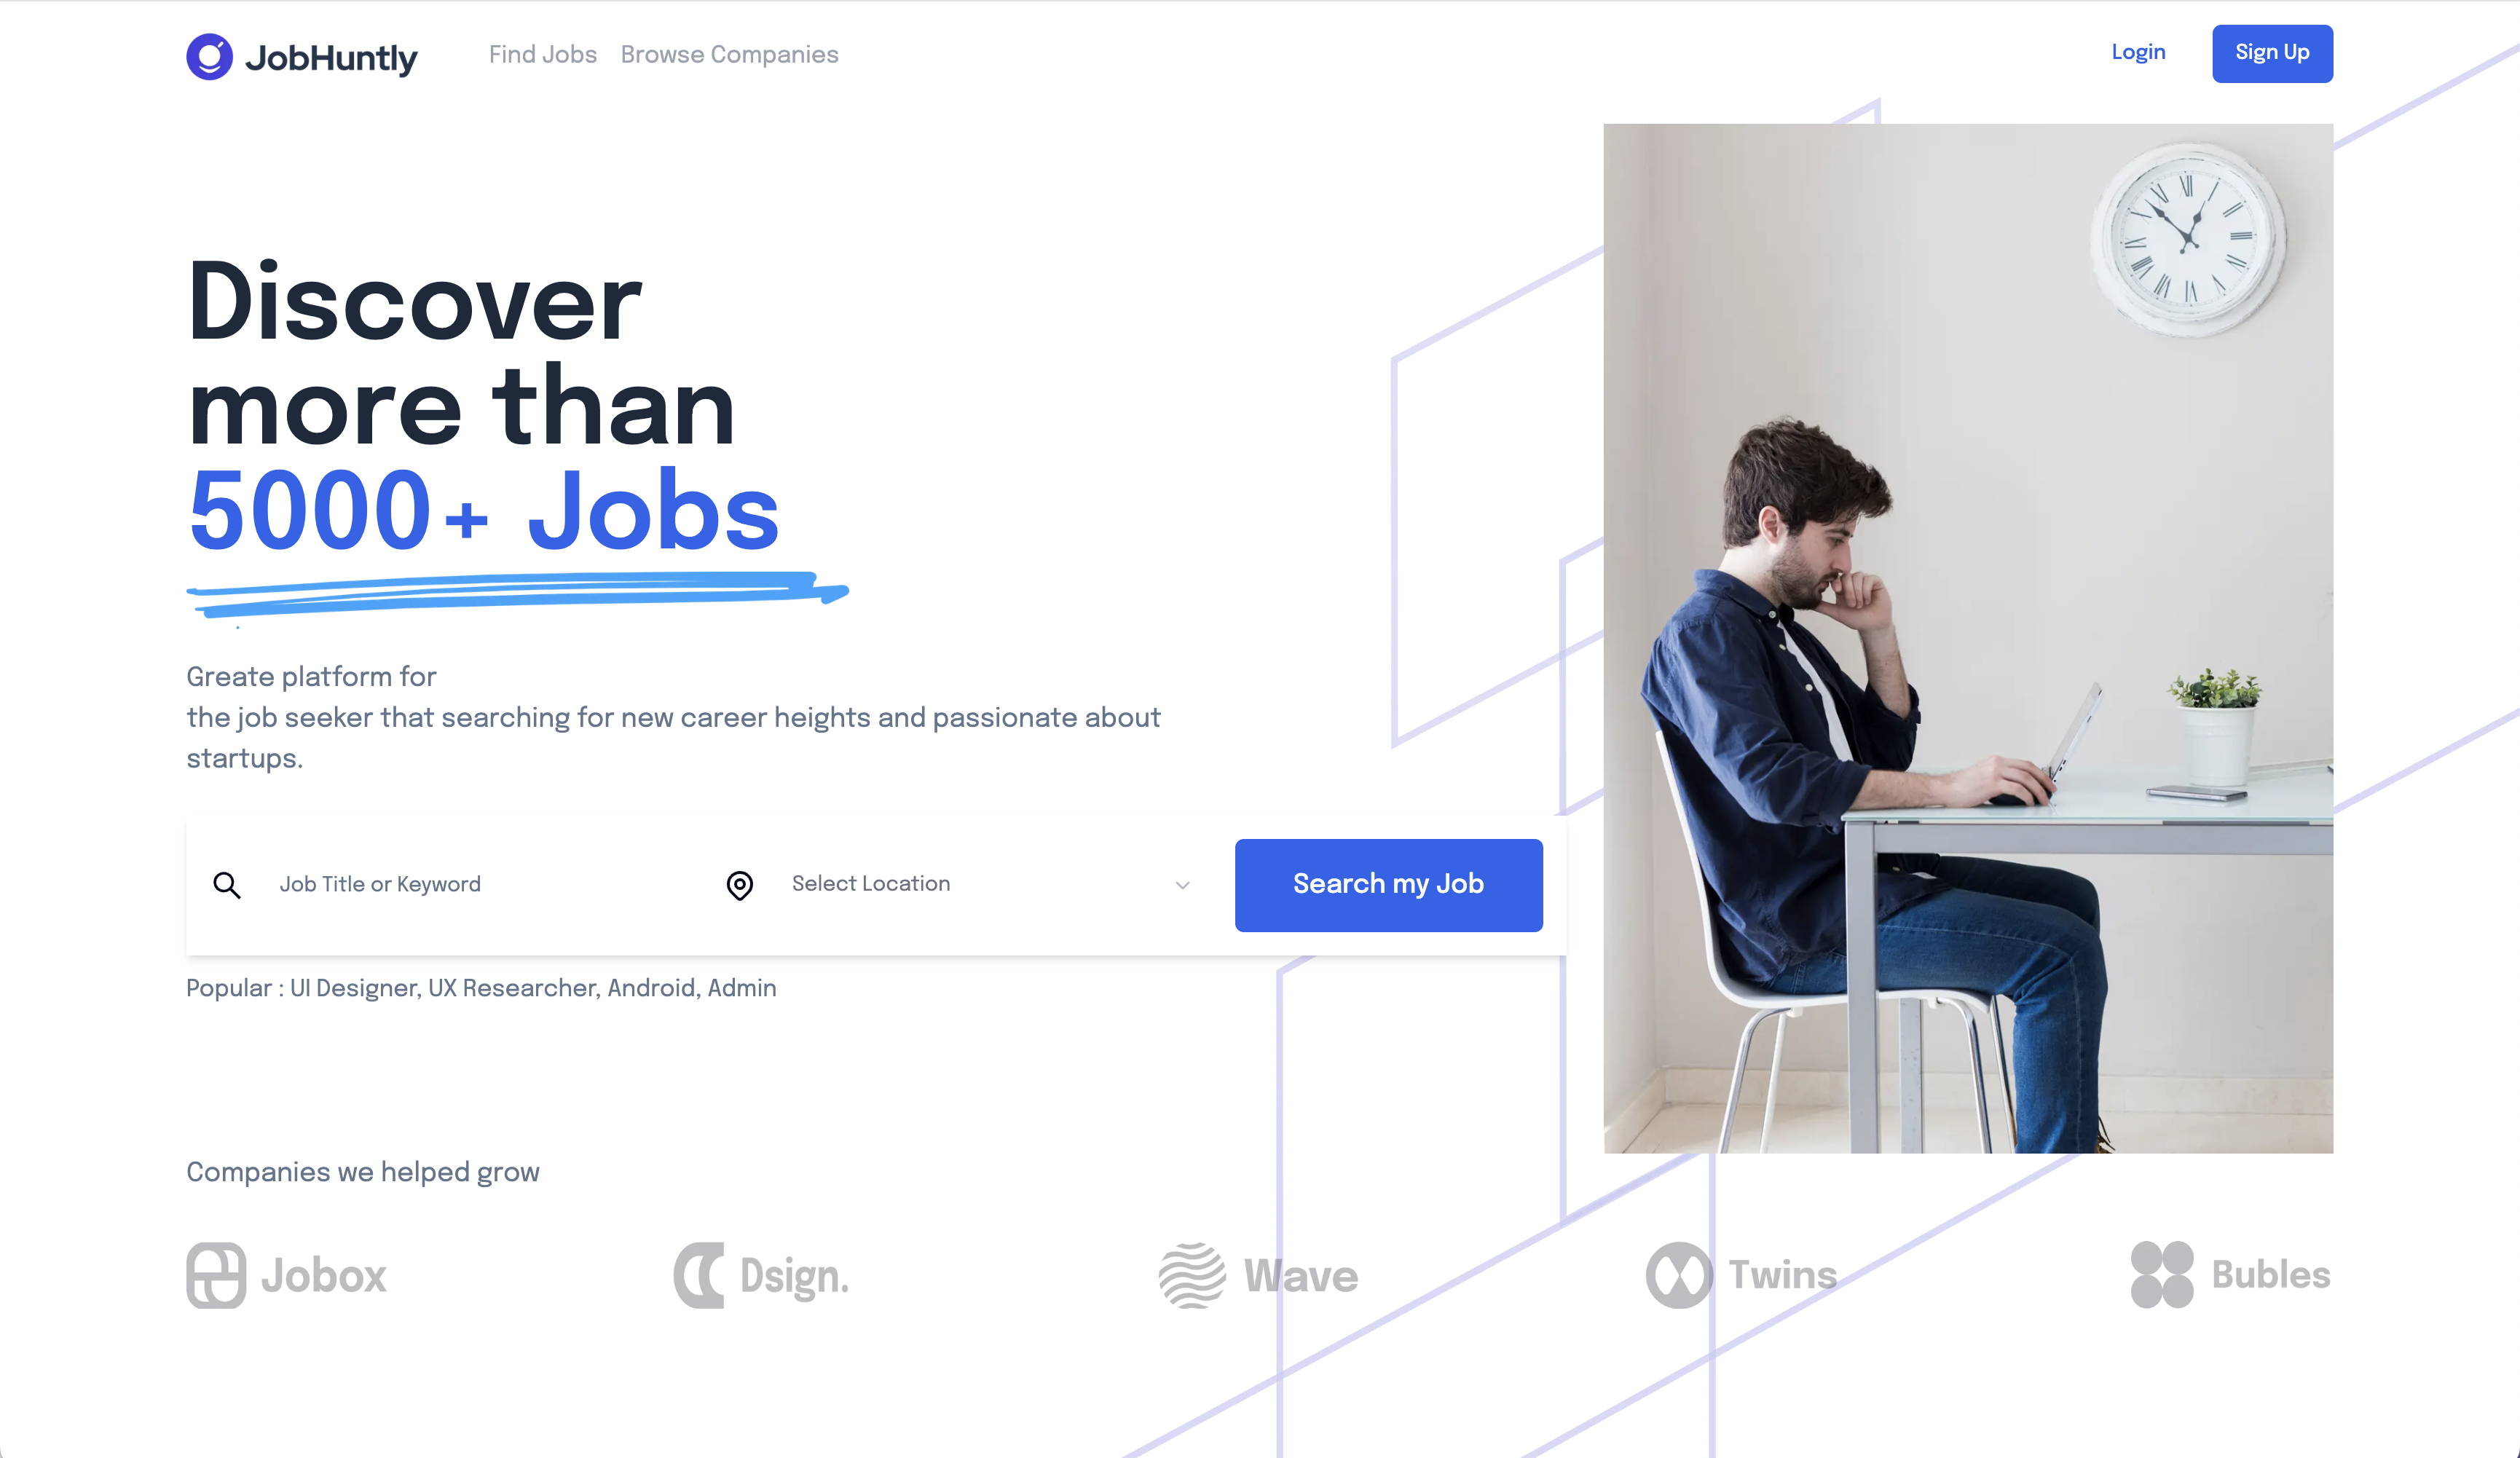 JobHuntly
Find Jobs
Browse Companies
Login
Sign Up
Discover
more than
5000+ Jobs
Greate platform for
the job seeker that searching for new career heights and passionate about
startups.
Job Title or Keyword
Select Location
Search my Job
Popular : UI Designer, UX Researcher, Android, Admin
Companies we helped grow
Jobox
Dsign.
Wave
Twins
Bubles